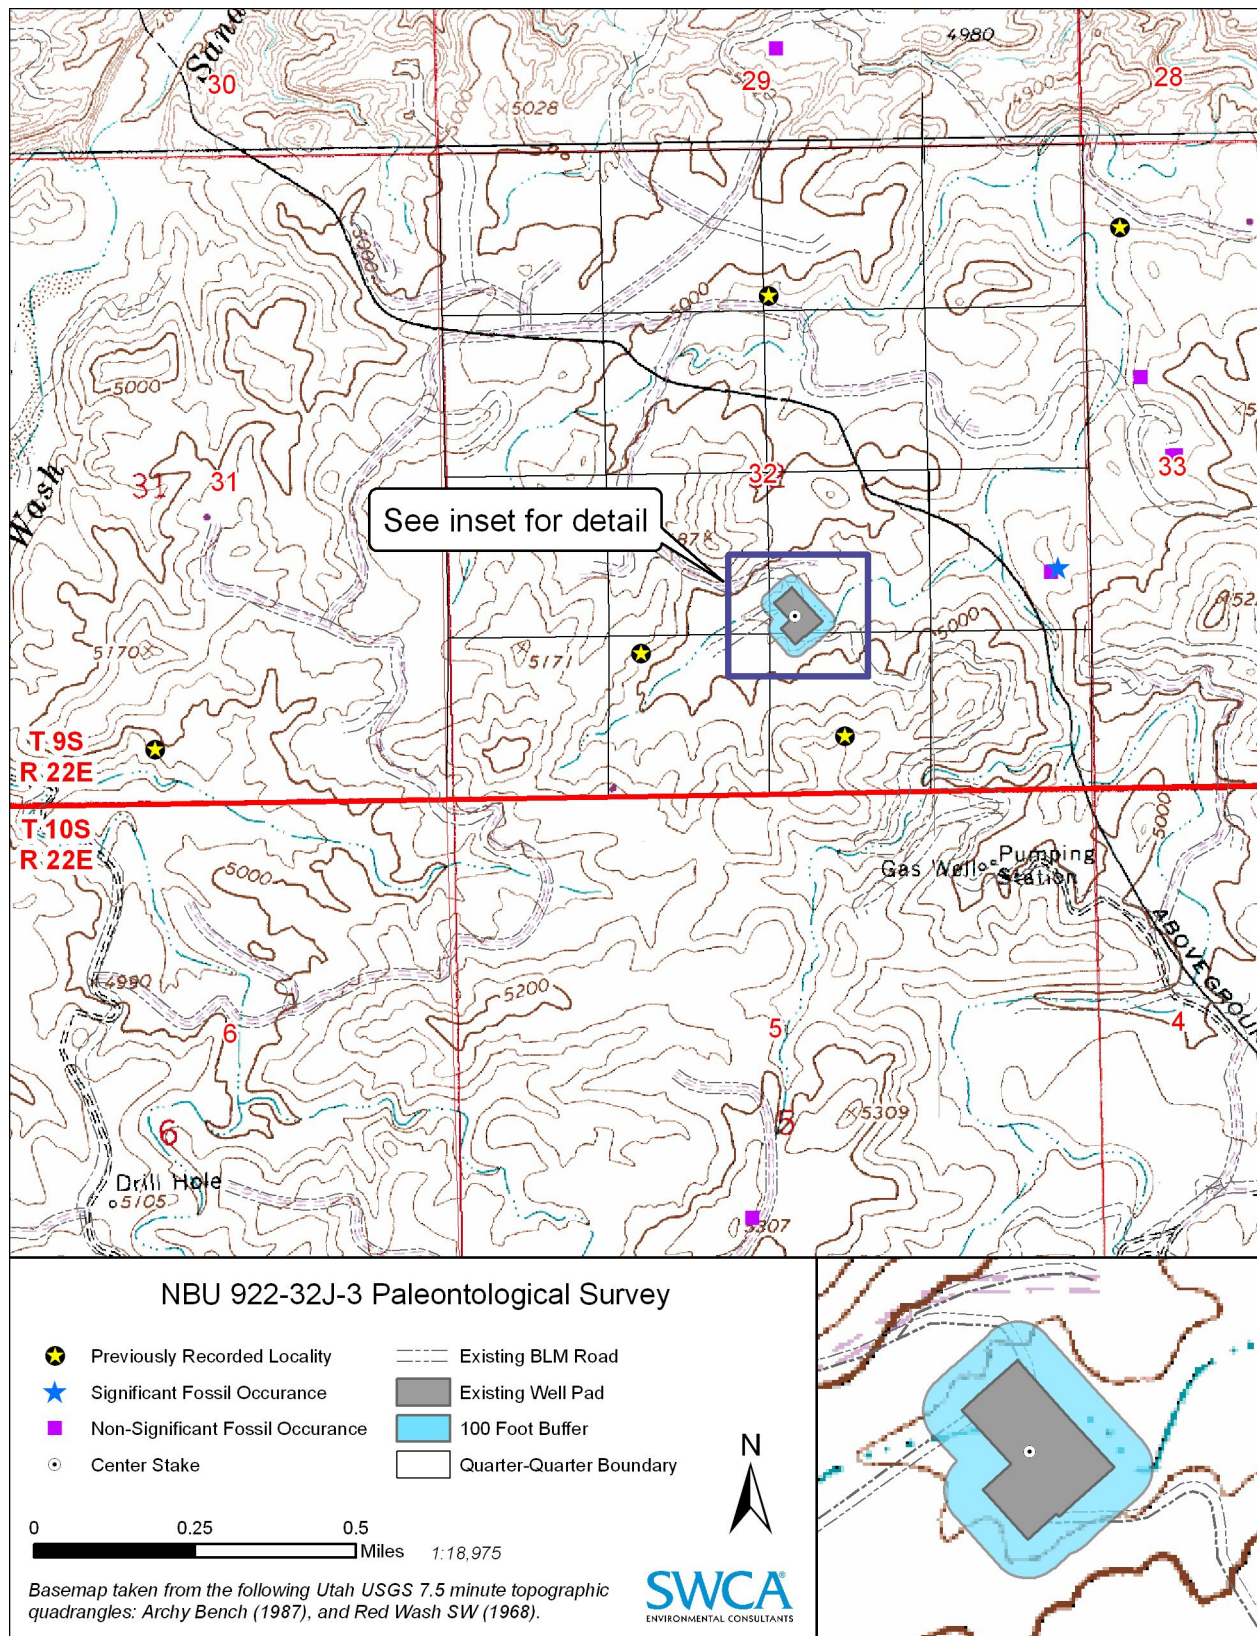 Sand
4980
30
29
28
4900
×5028
5000
5000
5000
5000
Wash
31
31
32
33
See inset for detail
5170×
5171
5000
T 9S
R 22E
T 10S
R 22E
5000
5000
Gas Well
Pumping
Station
ABOVEGROUN
×4990
5200
6
5
4
6
5
×5309
Drill Hole
5105
5307
NBU 922-32J-3 Paleontological Survey
Previously Recorded Locality
Existing BLM Road
Significant Fossil Occurance
Existing Well Pad
Non-Significant Fossil Occurance
100 Foot Buffer
Center Stake
Quarter-Quarter Boundary
N
0 0.25 0.5
Miles 1:18,975
Basemap taken from the following Utah USGS 7.5 minute topographic
quadrangles: Archy Bench (1987), and Red Wash SW (1968).
SWCA
ENVIRONMENTAL CONSULTANTS